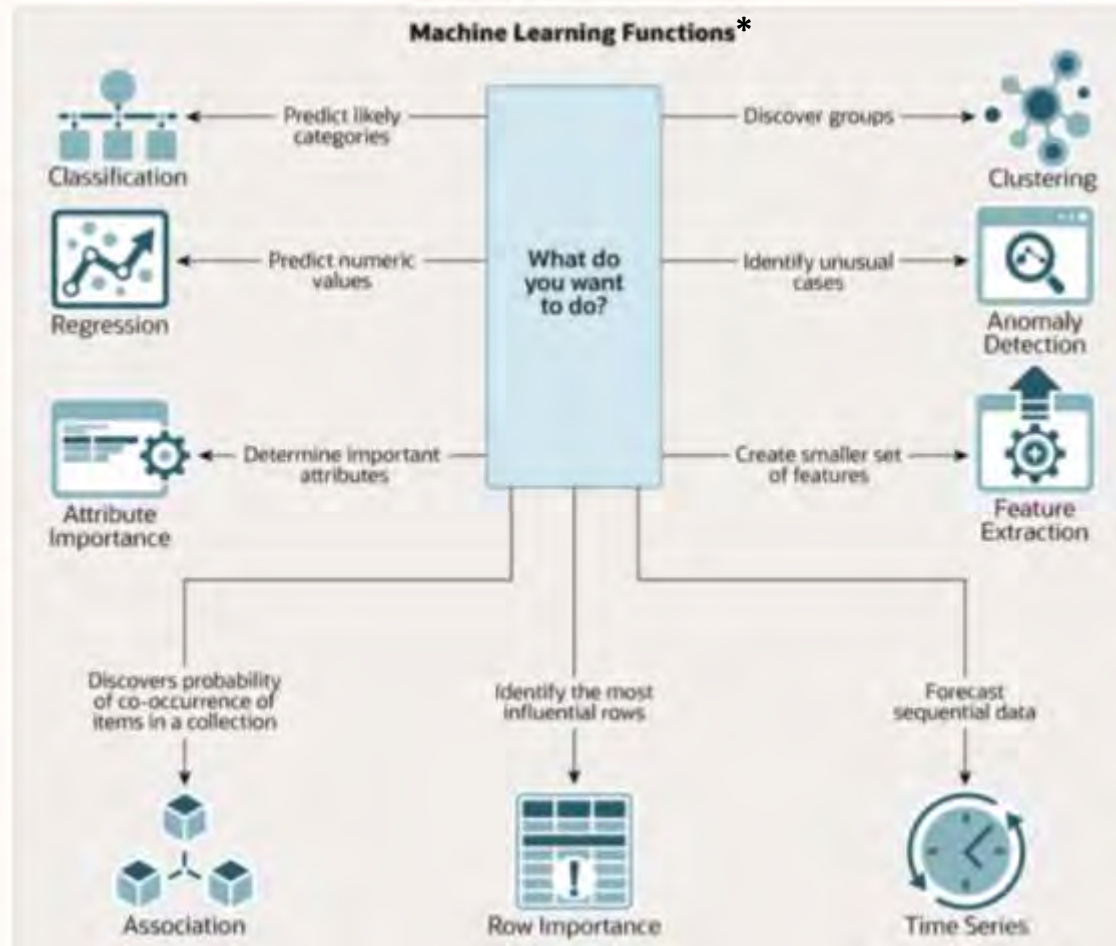 Machine Learning Functions*
Predict likely
categories
Classification
Discover groups
Clustering
Predict numeric
values
Regression
What do
you want
to do?
Identify unusual
cases
Anomaly
Detection
Determine important
attributes
Attribute
Importance
Create smaller set
of features
Feature
Extraction
Discovers probability
of co-occurrence of
items in a collection
Identify the most
influential rows
Forecast
sequential data
!
Association
Row Importance
Time Series